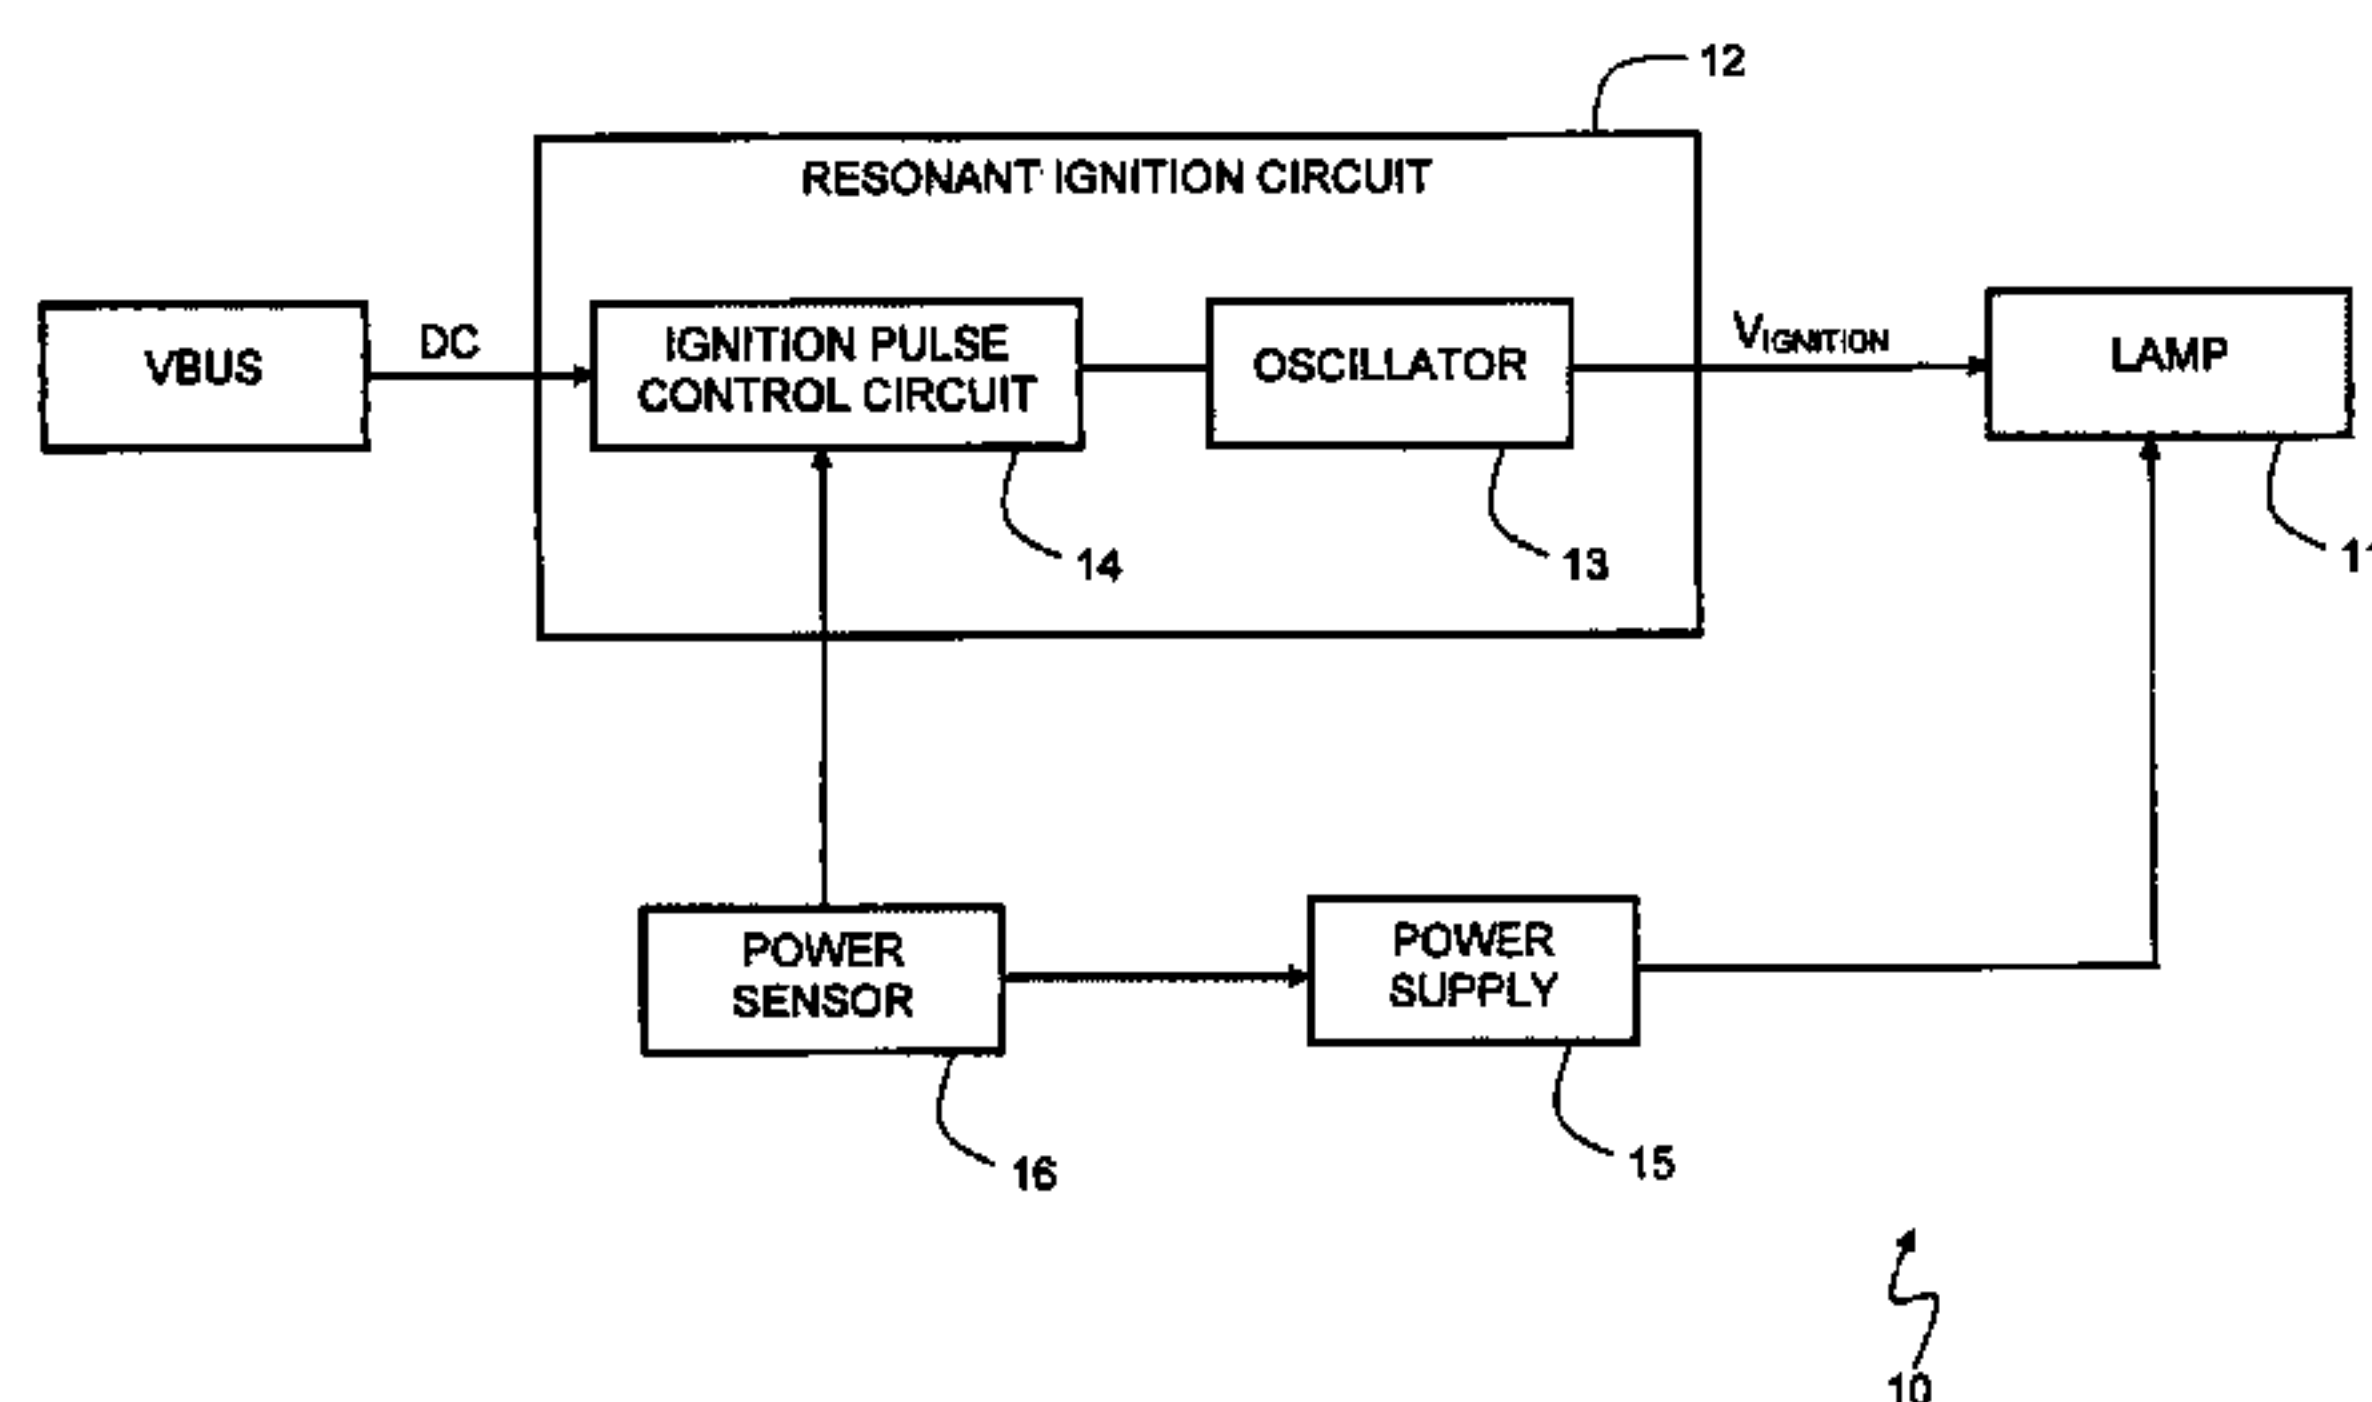 12
RESONANT IGNITION CIRCUIT
VBUS
DC
IGNITION PULSE
CONTROL CIRCUIT
OSCILLATOR
VIGNITION
LAMP
14
13
11
POWER
SENSOR
POWER
SUPPLY
16
15
10